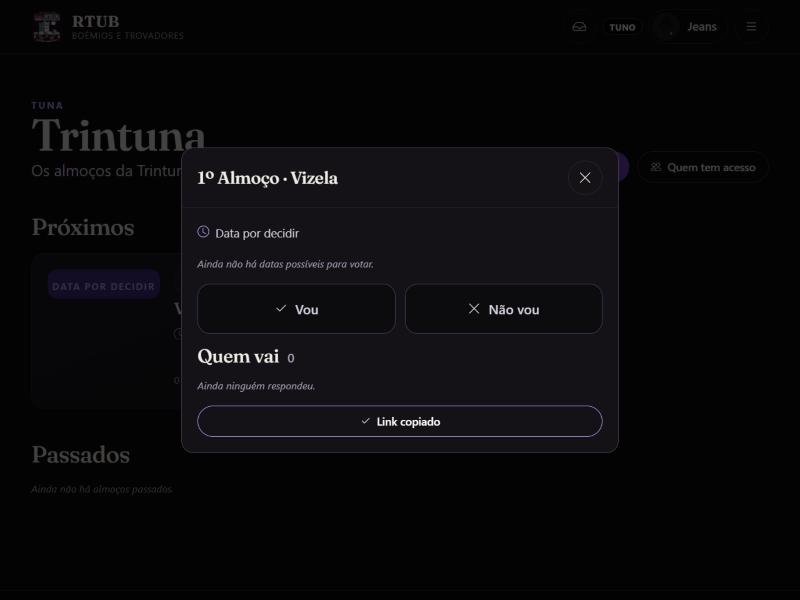 RTUB
BOÉMIOS E TROVADORES
TUNO
Jeans
TUNA
Trintuna
Os almoços da Trintur
Quem tem acesso
Próximos
DATA POR DECIDIR
1º Almoço · Vizela
Data por decidir
Ainda não há datas possíveis para votar.
Vou
Não vou
Quem vai 0
Ainda ninguém respondeu.
Link copiado
Passados
Ainda não há almoços passados.